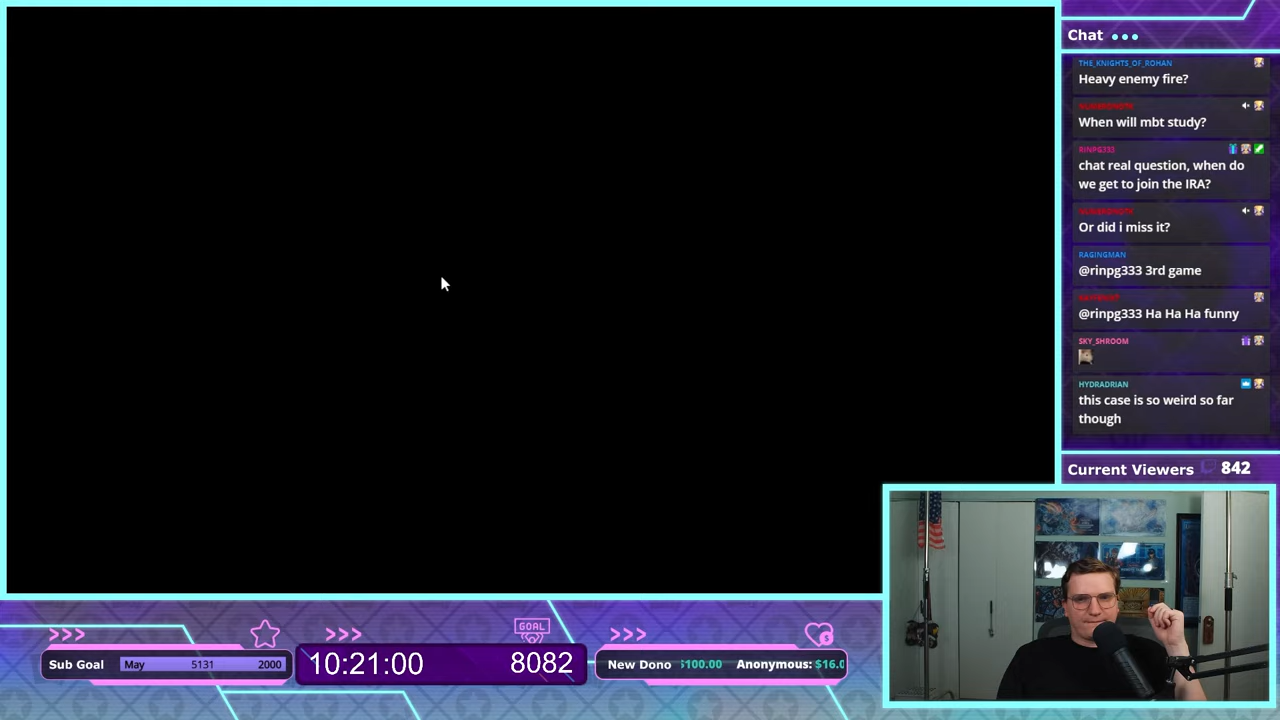 Chat
THE_KNIGHTS_OF_ROHAN
Heavy enemy fire?
When will mbt study?
RINPG333
chat real question, when do
we get to join the IRA?
Or did i miss it?
RAGINGMAN
@rinpg333 3rd game
@rinpg333 Ha Ha Ha funny
SKY_SHROOM
HYDRADRIAN
this case is so weird so far
though
Current Viewers 842
>>>
>>>
GOAL
>>>
Sub Goal May 5131 2000
10:21:00 8082
New Dono $100.00 Anonymous: $16.0